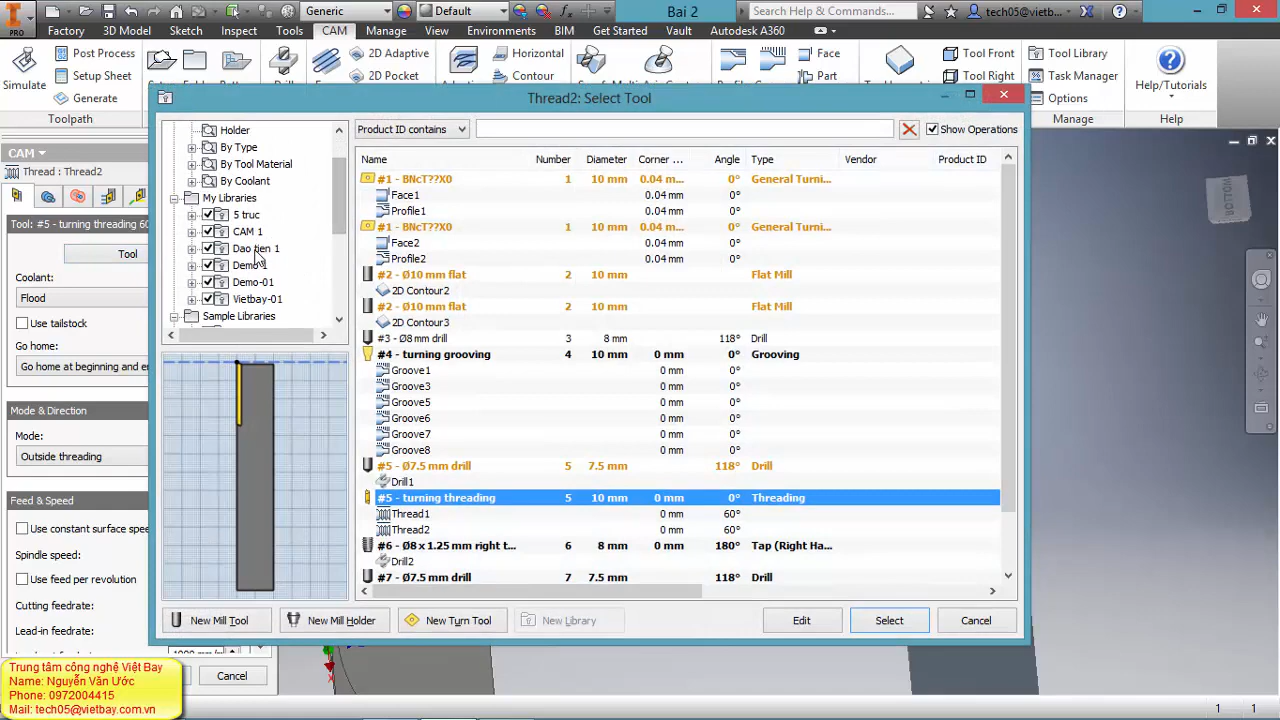 PRO
Generic
Default
Bai 2
Search Help & Commands...
tech05@vietb...
Factory 3D Model Sketch Inspect Tools CAM Manage View Environments BIM Get Started Vault Autodesk A360
Simulate
Post Process
Setup Sheet
Generate
Toolpath
2D Adaptive
2D Pocket
Horizontal
Contour
Face
Part
Tool Front
Tool Right
Tool Library
Task Manager
Options
Manage
Help/Tutorials
Help
CAM
Thread : Thread2
Tool: #5 - turning threading 60
Tool
Coolant:
Flood
Use tailstock
Go home:
Go home at beginning and e
Mode & Direction
Mode:
Outside threading
Feed & Speed
Use constant surface speed
Spindle speed:
Use feed per revolution
Cutting feedrate:
Lead-in feedrate:
Cancel
Thread2: Select Tool
Holder
By Type
By Tool Material
By Coolant
My Libraries
5 truc
CAM 1
Dao tien 1
Demo
Demo-01
Vietbay-01
Sample Libraries
Product ID contains
Show Operations
Name Number Diameter Corner ... Angle Type Vendor Product ID
#1 - BNcT??X0 1 10 mm 0.04 m... 0° General Turni...
Face1 0.04 mm 0°
Profile1 0.04 mm 0°
#1 - BNcT??X0 1 10 mm 0.04 m... 0° General Turni...
Face2 0.04 mm 0°
Profile2 0.04 mm 0°
#2 - Ø10 mm flat 2 10 mm Flat Mill
2D Contour2
#2 - Ø10 mm flat 2 10 mm Flat Mill
2D Contour3
#3 - Ø8 mm drill 3 8 mm 118° Drill
#4 - turning grooving 4 10 mm 0 mm 0° Grooving
Groove1 0 mm 0°
Groove3 0 mm 0°
Groove5 0 mm 0°
Groove6 0 mm 0°
Groove7 0 mm 0°
Groove8 0 mm 0°
#5 - Ø7.5 mm drill 5 7.5 mm 118° Drill
Drill1
#5 - turning threading 5 10 mm 0 mm 0° Threading
Thread1 0 mm 60°
Thread2 0 mm 60°
#6 - Ø8 x 1.25 mm right t... 6 8 mm 0 mm 180° Tap (Right Ha...
Drill2
#7 - Ø7.5 mm drill 7 7.5 mm 118° Drill
New Mill Tool
New Mill Holder
New Turn Tool
New Library
Edit
Select
Cancel
BOTTOM
Trung tâm công nghệ Việt Bay
Name: Nguyễn Văn Ước
Phone: 0972004415
Mail: tech05@vietbay.com.vn
1 1